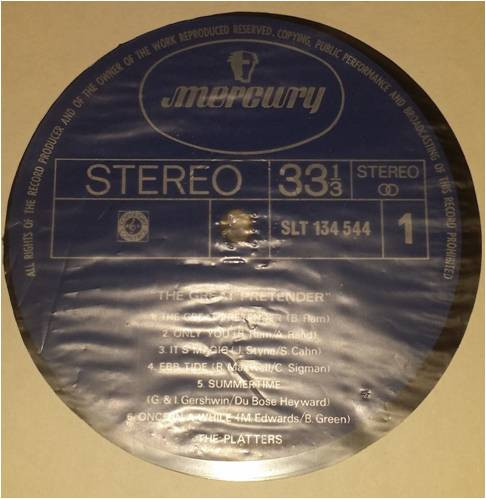 ALL RIGHTS OF THE RECORD PRODUCER AND OF THE OWNER OF THE WORK REPRODUCED RESERVED. COPYING, PUBLIC PERFORMANCE AND BROADCASTING OF THIS RECORD PROHIBITED
mercury
STEREO 33 1/3 STEREO
SLT 134 544 1
THE GREAT PRETENDER"
1. THE GREAT PRETENDER (B. Ram)
2. ONLY YOU (B. Ram/A. Rand)
3. IT'S MAGIC (J. Styne/S. Cahn)
4. EBB TIDE (R. Maxwell/C. Sigman)
5. SUMMERTIME
(G. & I. Gershwin/Du Bose Heyward)
6. ONCE IN A WHILE (M. Edwards/B. Green)
THE PLATTERS